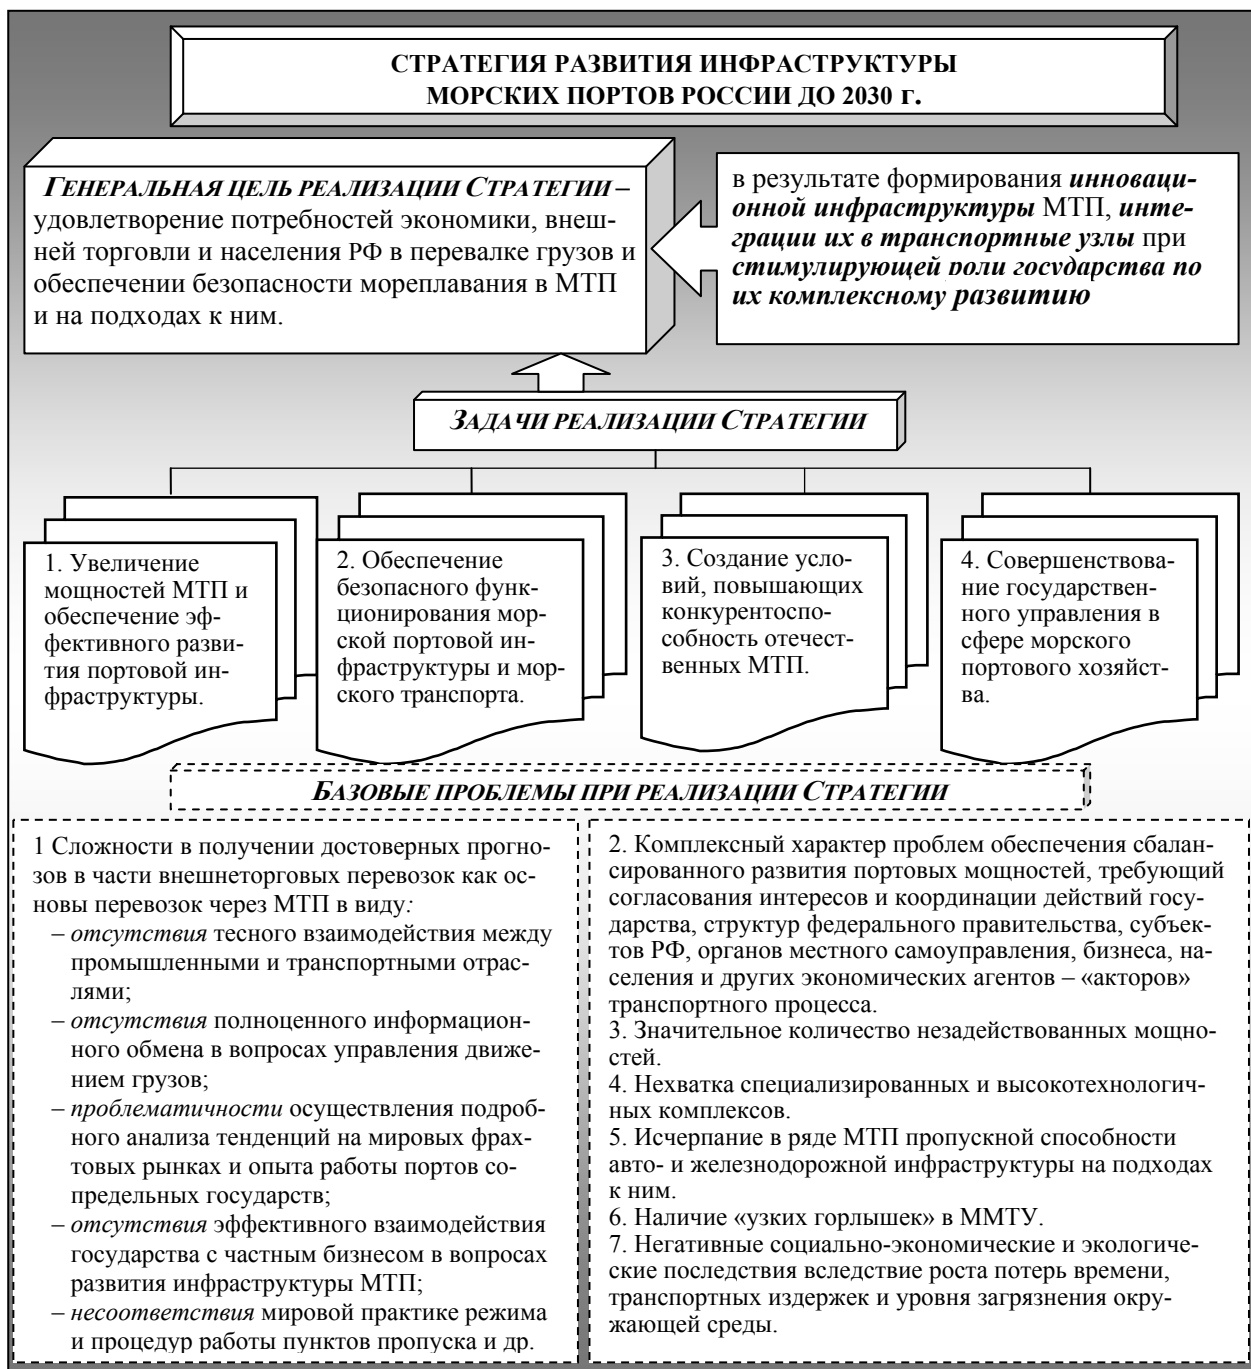 СТРАТЕГИЯ РАЗВИТИЯ ИНФРАСТРУКТУРЫ
МОРСКИХ ПОРТОВ РОССИИ ДО 2030 г.
ГЕНЕРАЛЬНАЯ ЦЕЛЬ РЕАЛИЗАЦИИ СТРАТЕГИИ –
удовлетворение потребностей экономики, внеш-
ней торговли и населения РФ в перевалке грузов и
обеспечении безопасности мореплавания в МТП
и на подходах к ним.
в результате формирования инноваци-
онной инфраструктуры МТП, инте-
грации их в транспортные узлы при
стимулирующей роли государства по
их комплексному развитию
ЗАДАЧИ РЕАЛИЗАЦИИ СТРАТЕГИИ
1. Увеличение
мощностей МТП и
обеспечение эф-
фективного разви-
тия портовой ин-
фраструктуры.
2. Обеспечение
безопасного функ-
ционирования мор-
ской портовой ин-
фраструктуры и мор-
ского транспорта.
3. Создание усло-
вий, повышающих
конкурентоспо-
собность отечест-
венных МТП.
4. Совершенствова-
ние государствен-
ного управления в
сфере морского
портового хозяйст-
ва.
БАЗОВЫЕ ПРОБЛЕМЫ ПРИ РЕАЛИЗАЦИИ СТРАТЕГИИ
1 Сложности в получении достоверных прогно-
зов в части внешнеторговых перевозок как ос-
новы перевозок через МТП в виду:
– отсутствия тесного взаимодействия между
промышленными и транспортными отрас-
лями;
– отсутствия полноценного информацион-
ного обмена в вопросах управления движе-
нием грузов;
– проблематичности осуществления подроб-
ного анализа тенденций на мировых фрах-
товых рынках и опыта работы портов со-
предельных государств;
– отсутствия эффективного взаимодействия
государства с частным бизнесом в вопросах
развития инфраструктуры МТП;
– несоответствия мировой практике режима
и процедур работы пунктов пропуска и др.
2. Комплексный характер проблем обеспечения сбалан-
сированного развития портовых мощностей, требующий
согласования интересов и координации действий госу-
дарства, структур федерального правительства, субъек-
тов РФ, органов местного самоуправления, бизнеса, на-
селения и других экономических агентов – «акторов»
транспортного процесса.
3. Значительное количество незадействованных мощно-
стей.
4. Нехватка специализированных и высокотехнологич-
ных комплексов.
5. Исчерпание в ряде МТП пропускной способности
авто- и железнодорожной инфраструктуры на подходах
к ним.
6. Наличие «узких горлышек» в ММТУ.
7. Негативные социально-экономические и экологиче-
ские последствия вследствие роста потерь времени,
транспортных издержек и уровня загрязнения окру-
жающей среды.